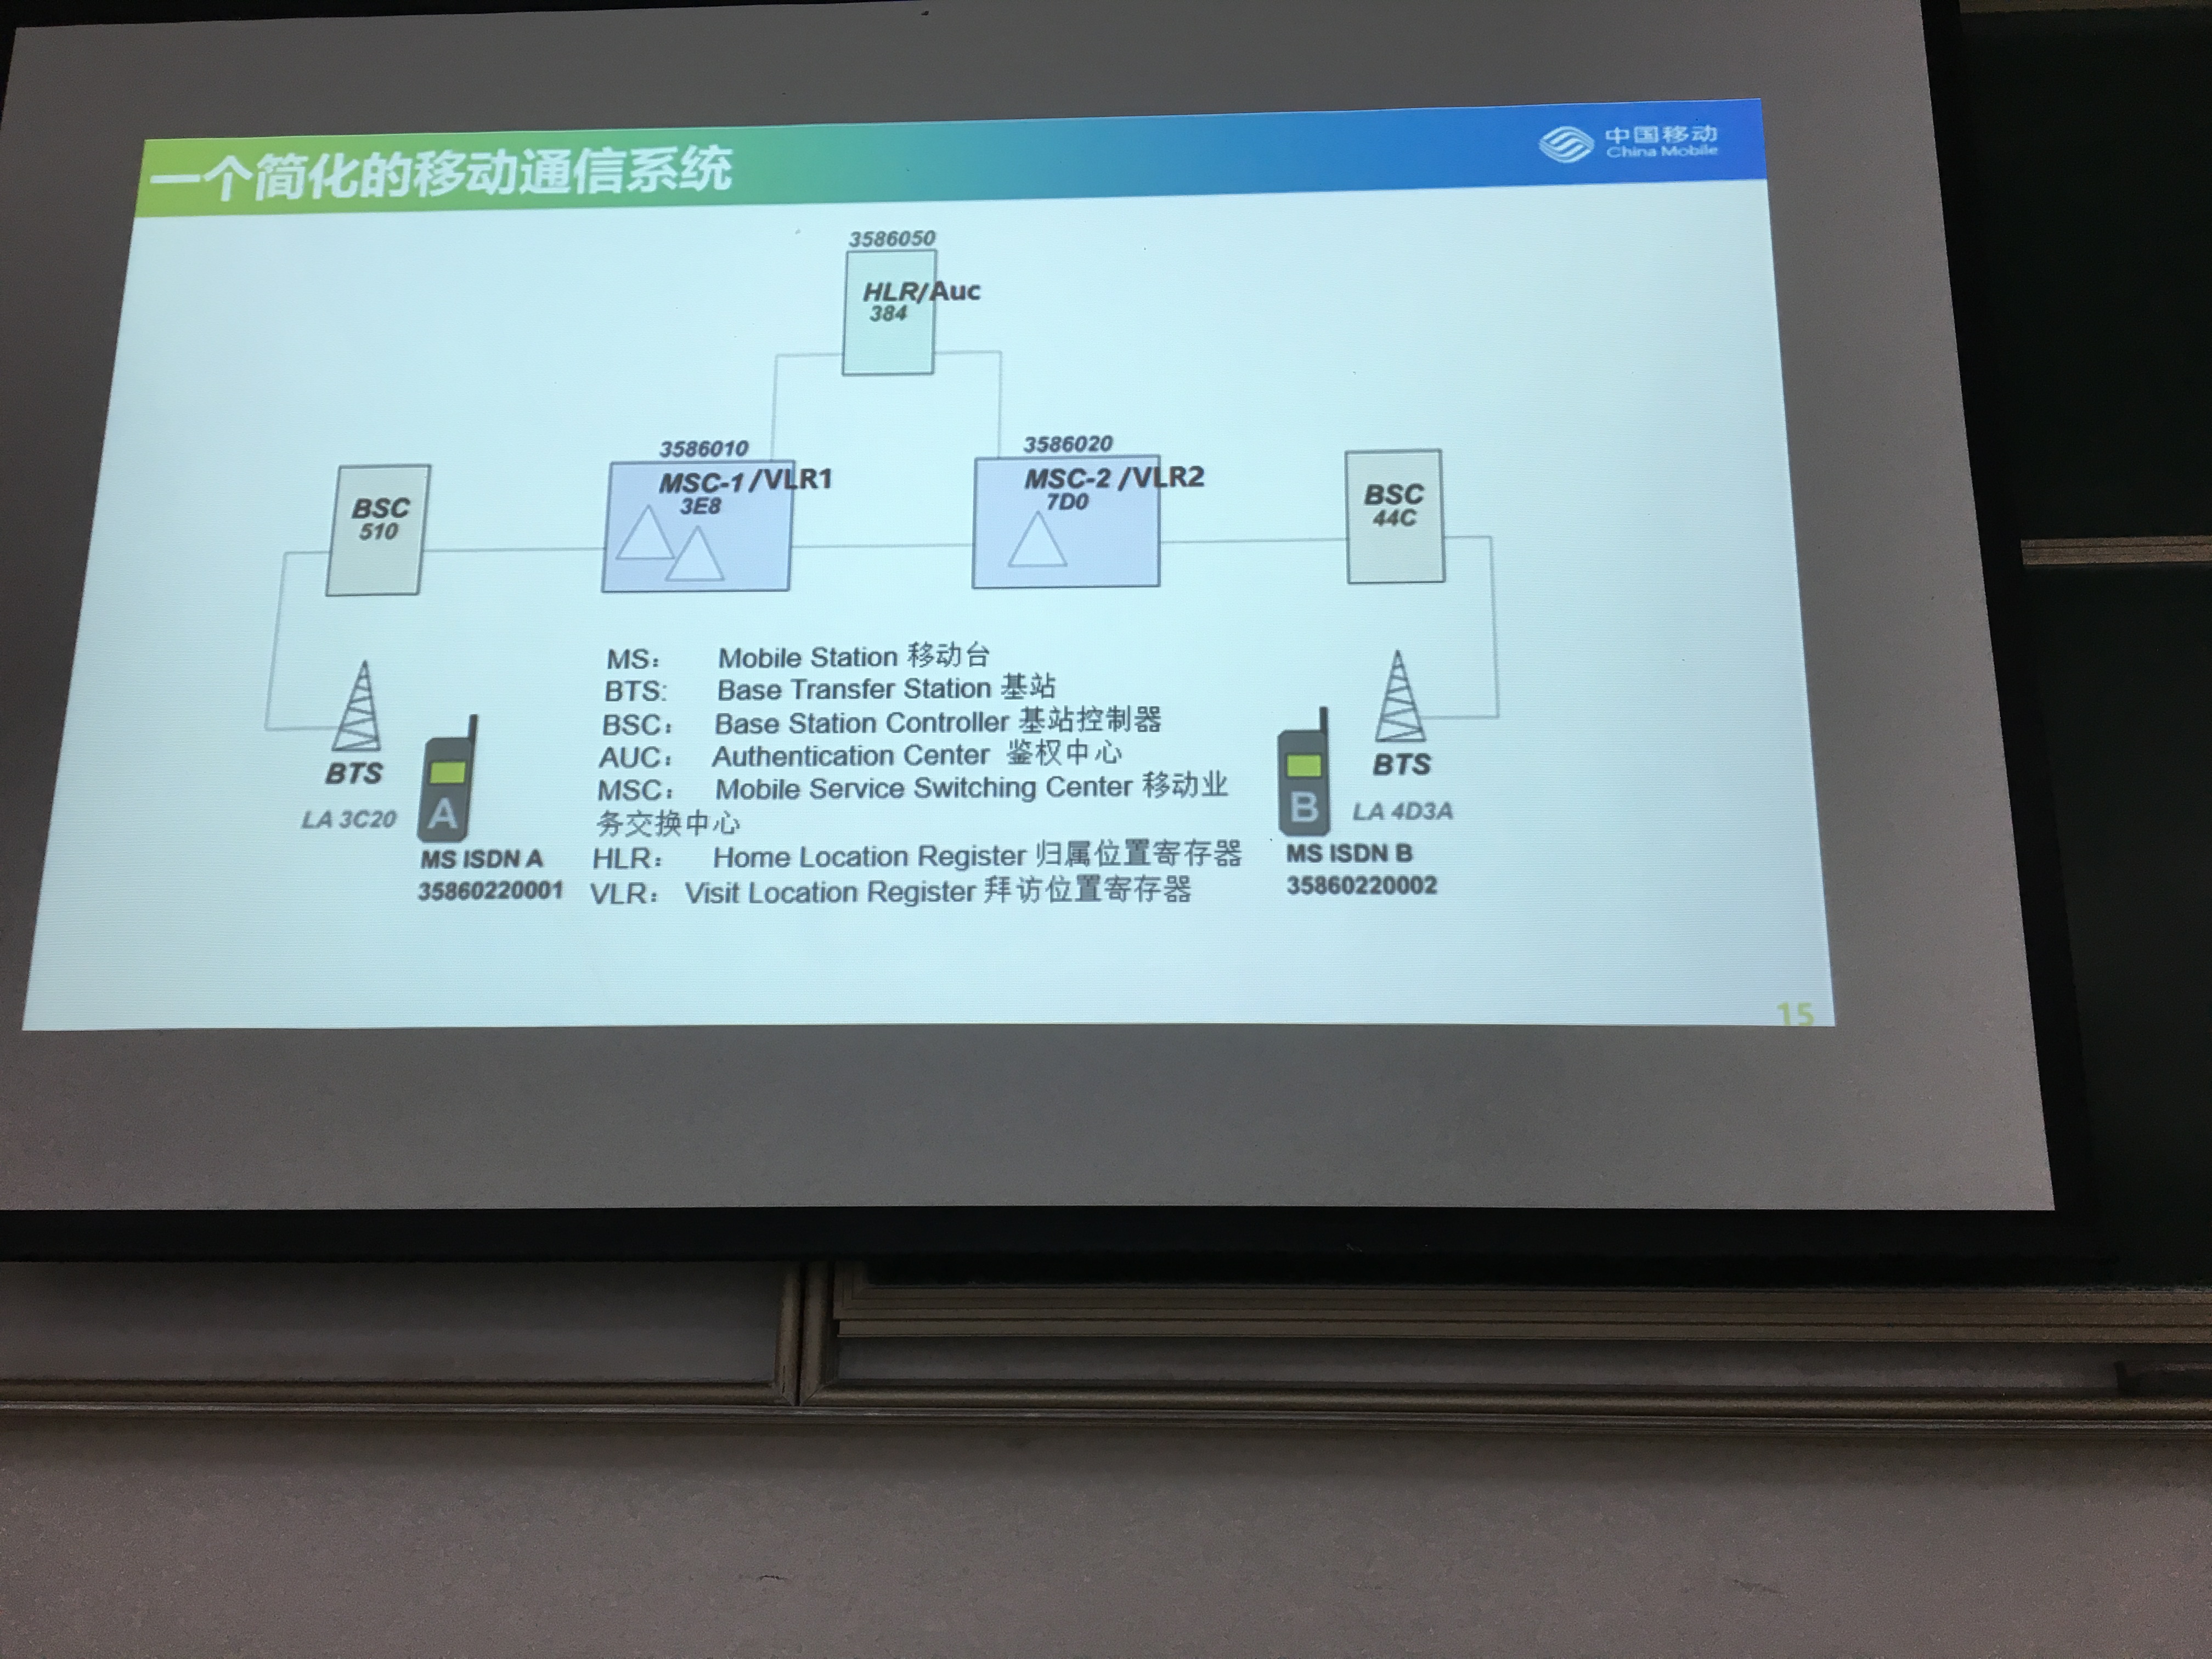 一个简化的移动通信系统
中国移动
China Mobile
3586050
HLR/Auc
384
3586010
MSC-1/VLR1
3E8
3586020
MSC-2 /VLR2
7D0
BSC
510
BSC
44C
BTS
LA 3C20
A
MS ISDN A
35860220001
MS： Mobile Station 移动台
BTS: Base Transfer Station 基站
BSC： Base Station Controller 基站控制器
AUC： Authentication Center 鉴权中心
MSC： Mobile Service Switching Center 移动业
务交换中心
HLR： Home Location Register 归属位置寄存器
VLR： Visit Location Register 拜访位置寄存器
B
BTS
LA 4D3A
MS ISDN B
35860220002
15